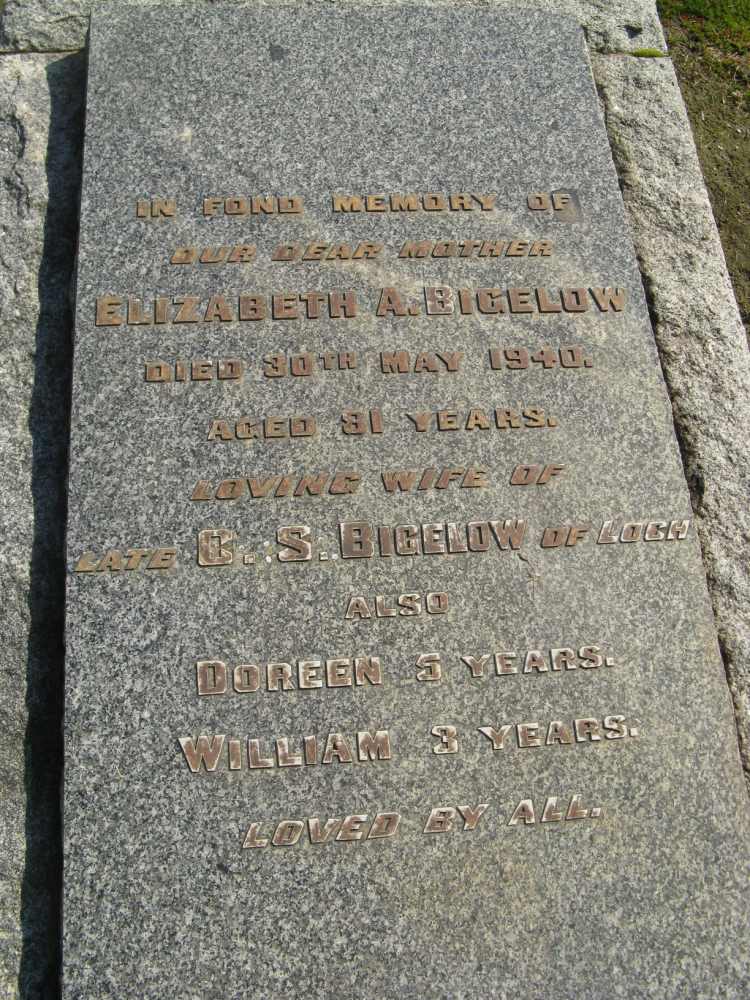 IN FOND MEMORY OF
OUR DEAR MOTHER
ELIZABETH A. BIGELOW
DIED 30TH MAY 1940.
AGED 81 YEARS.
LOVING WIFE OF
LATE C. S. BIGELOW OF LOCH
ALSO
DOREEN 5 YEARS.
WILLIAM 3 YEARS.
LOVED BY ALL.